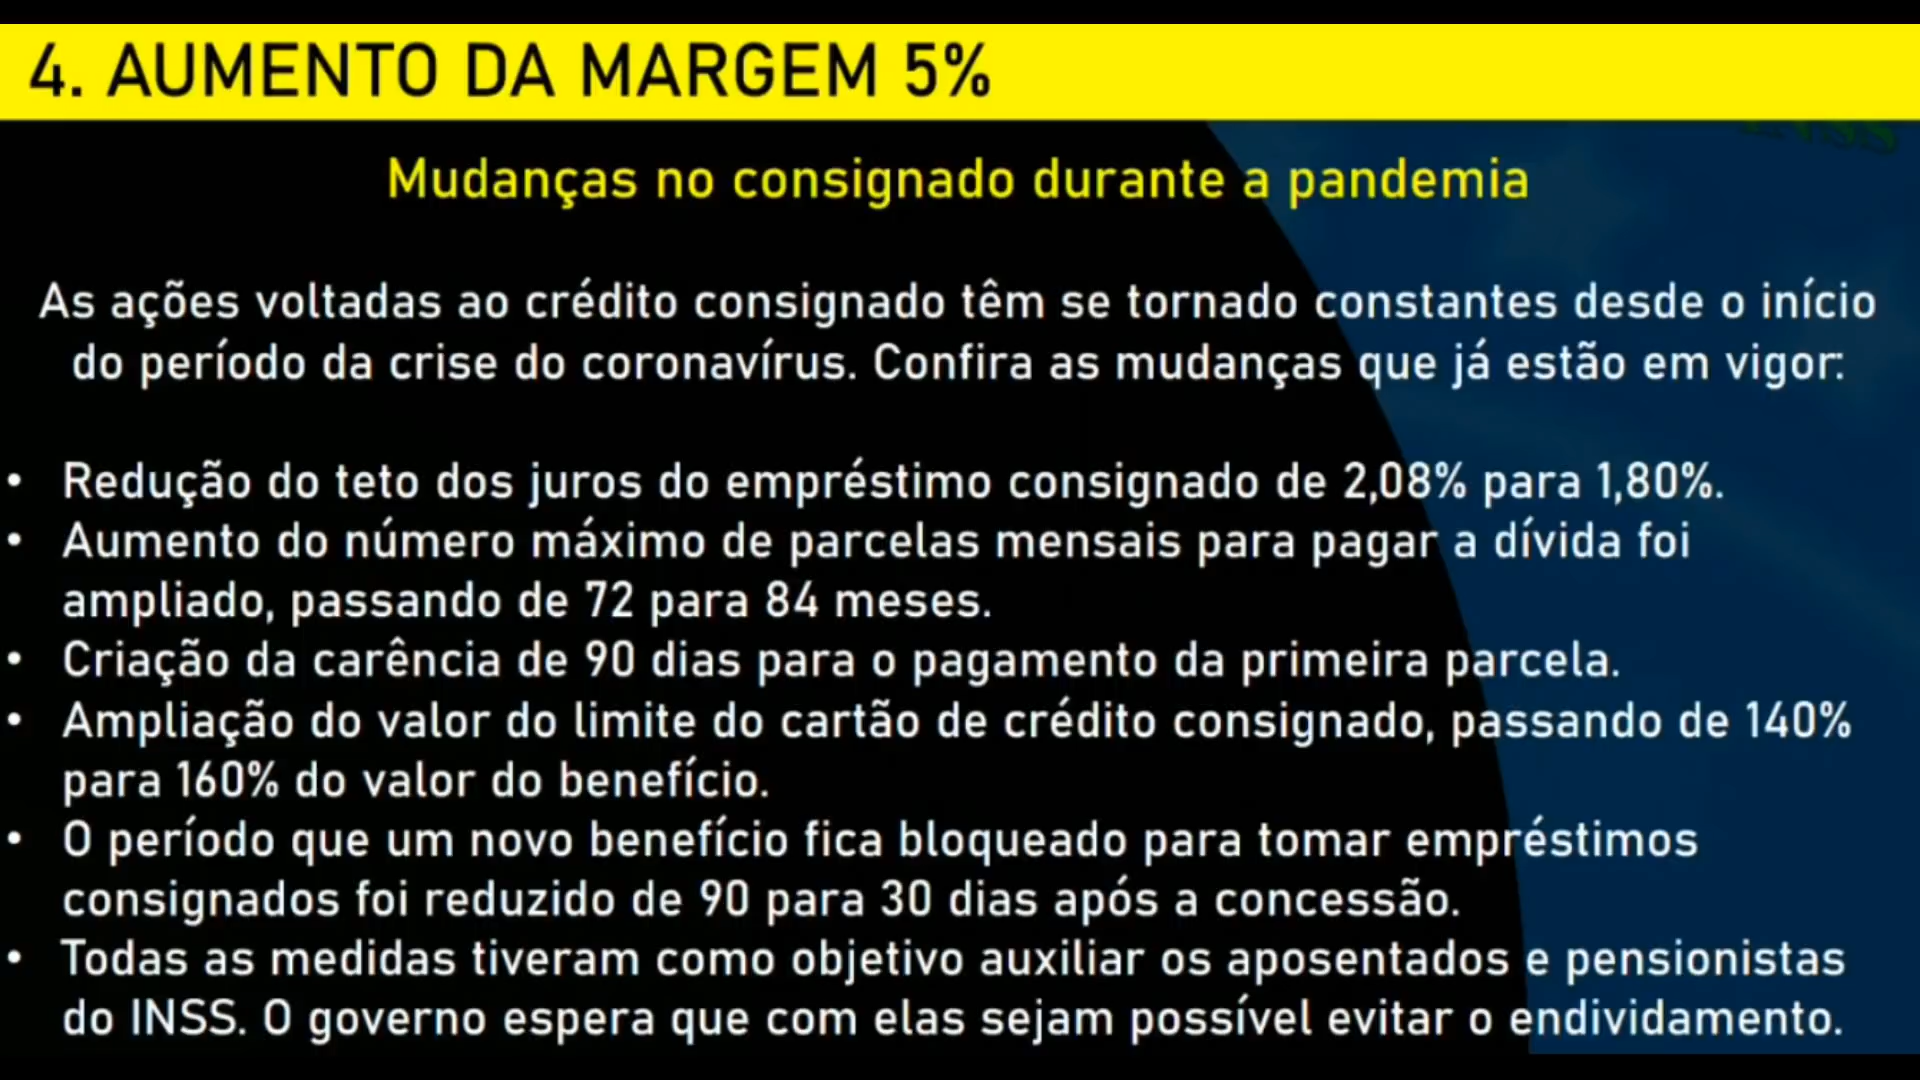 4. AUMENTO DA MARGEM 5%
INSS
Mudanças no consignado durante a pandemia
As ações voltadas ao crédito consignado têm se tornado constantes desde o início
do período da crise do coronavírus. Confira as mudanças que já estão em vigor:
• Redução do teto dos juros do empréstimo consignado de 2,08% para 1,80%.
• Aumento do número máximo de parcelas mensais para pagar a dívida foi
ampliado, passando de 72 para 84 meses.
• Criação da carência de 90 dias para o pagamento da primeira parcela.
• Ampliação do valor do limite do cartão de crédito consignado, passando de 140%
para 160% do valor do benefício.
• O período que um novo benefício fica bloqueado para tomar empréstimos
consignados foi reduzido de 90 para 30 dias após a concessão.
• Todas as medidas tiveram como objetivo auxiliar os aposentados e pensionistas
do INSS. O governo espera que com elas sejam possível evitar o endividamento.